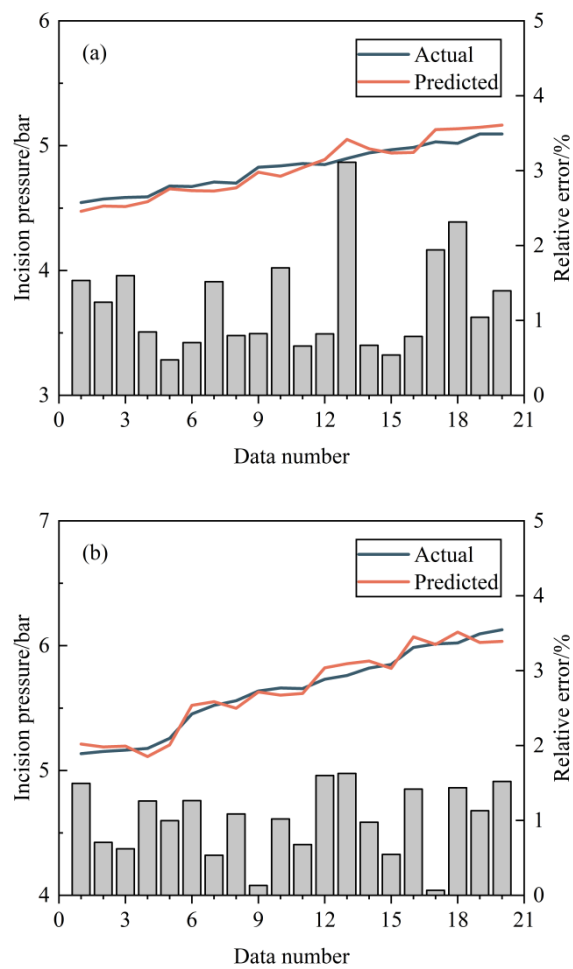 (a)
Actual
Predicted
Incision pressure/bar
6
5
4
3
Relative error/%
5
4
3
2
1
0
0 3 6 9 12 15 18 21
Data number
(b)
Actual
Predicted
Incision pressure/bar
7
6
5
4
Relative error/%
5
4
3
2
1
0
0 3 6 9 12 15 18 21
Data number